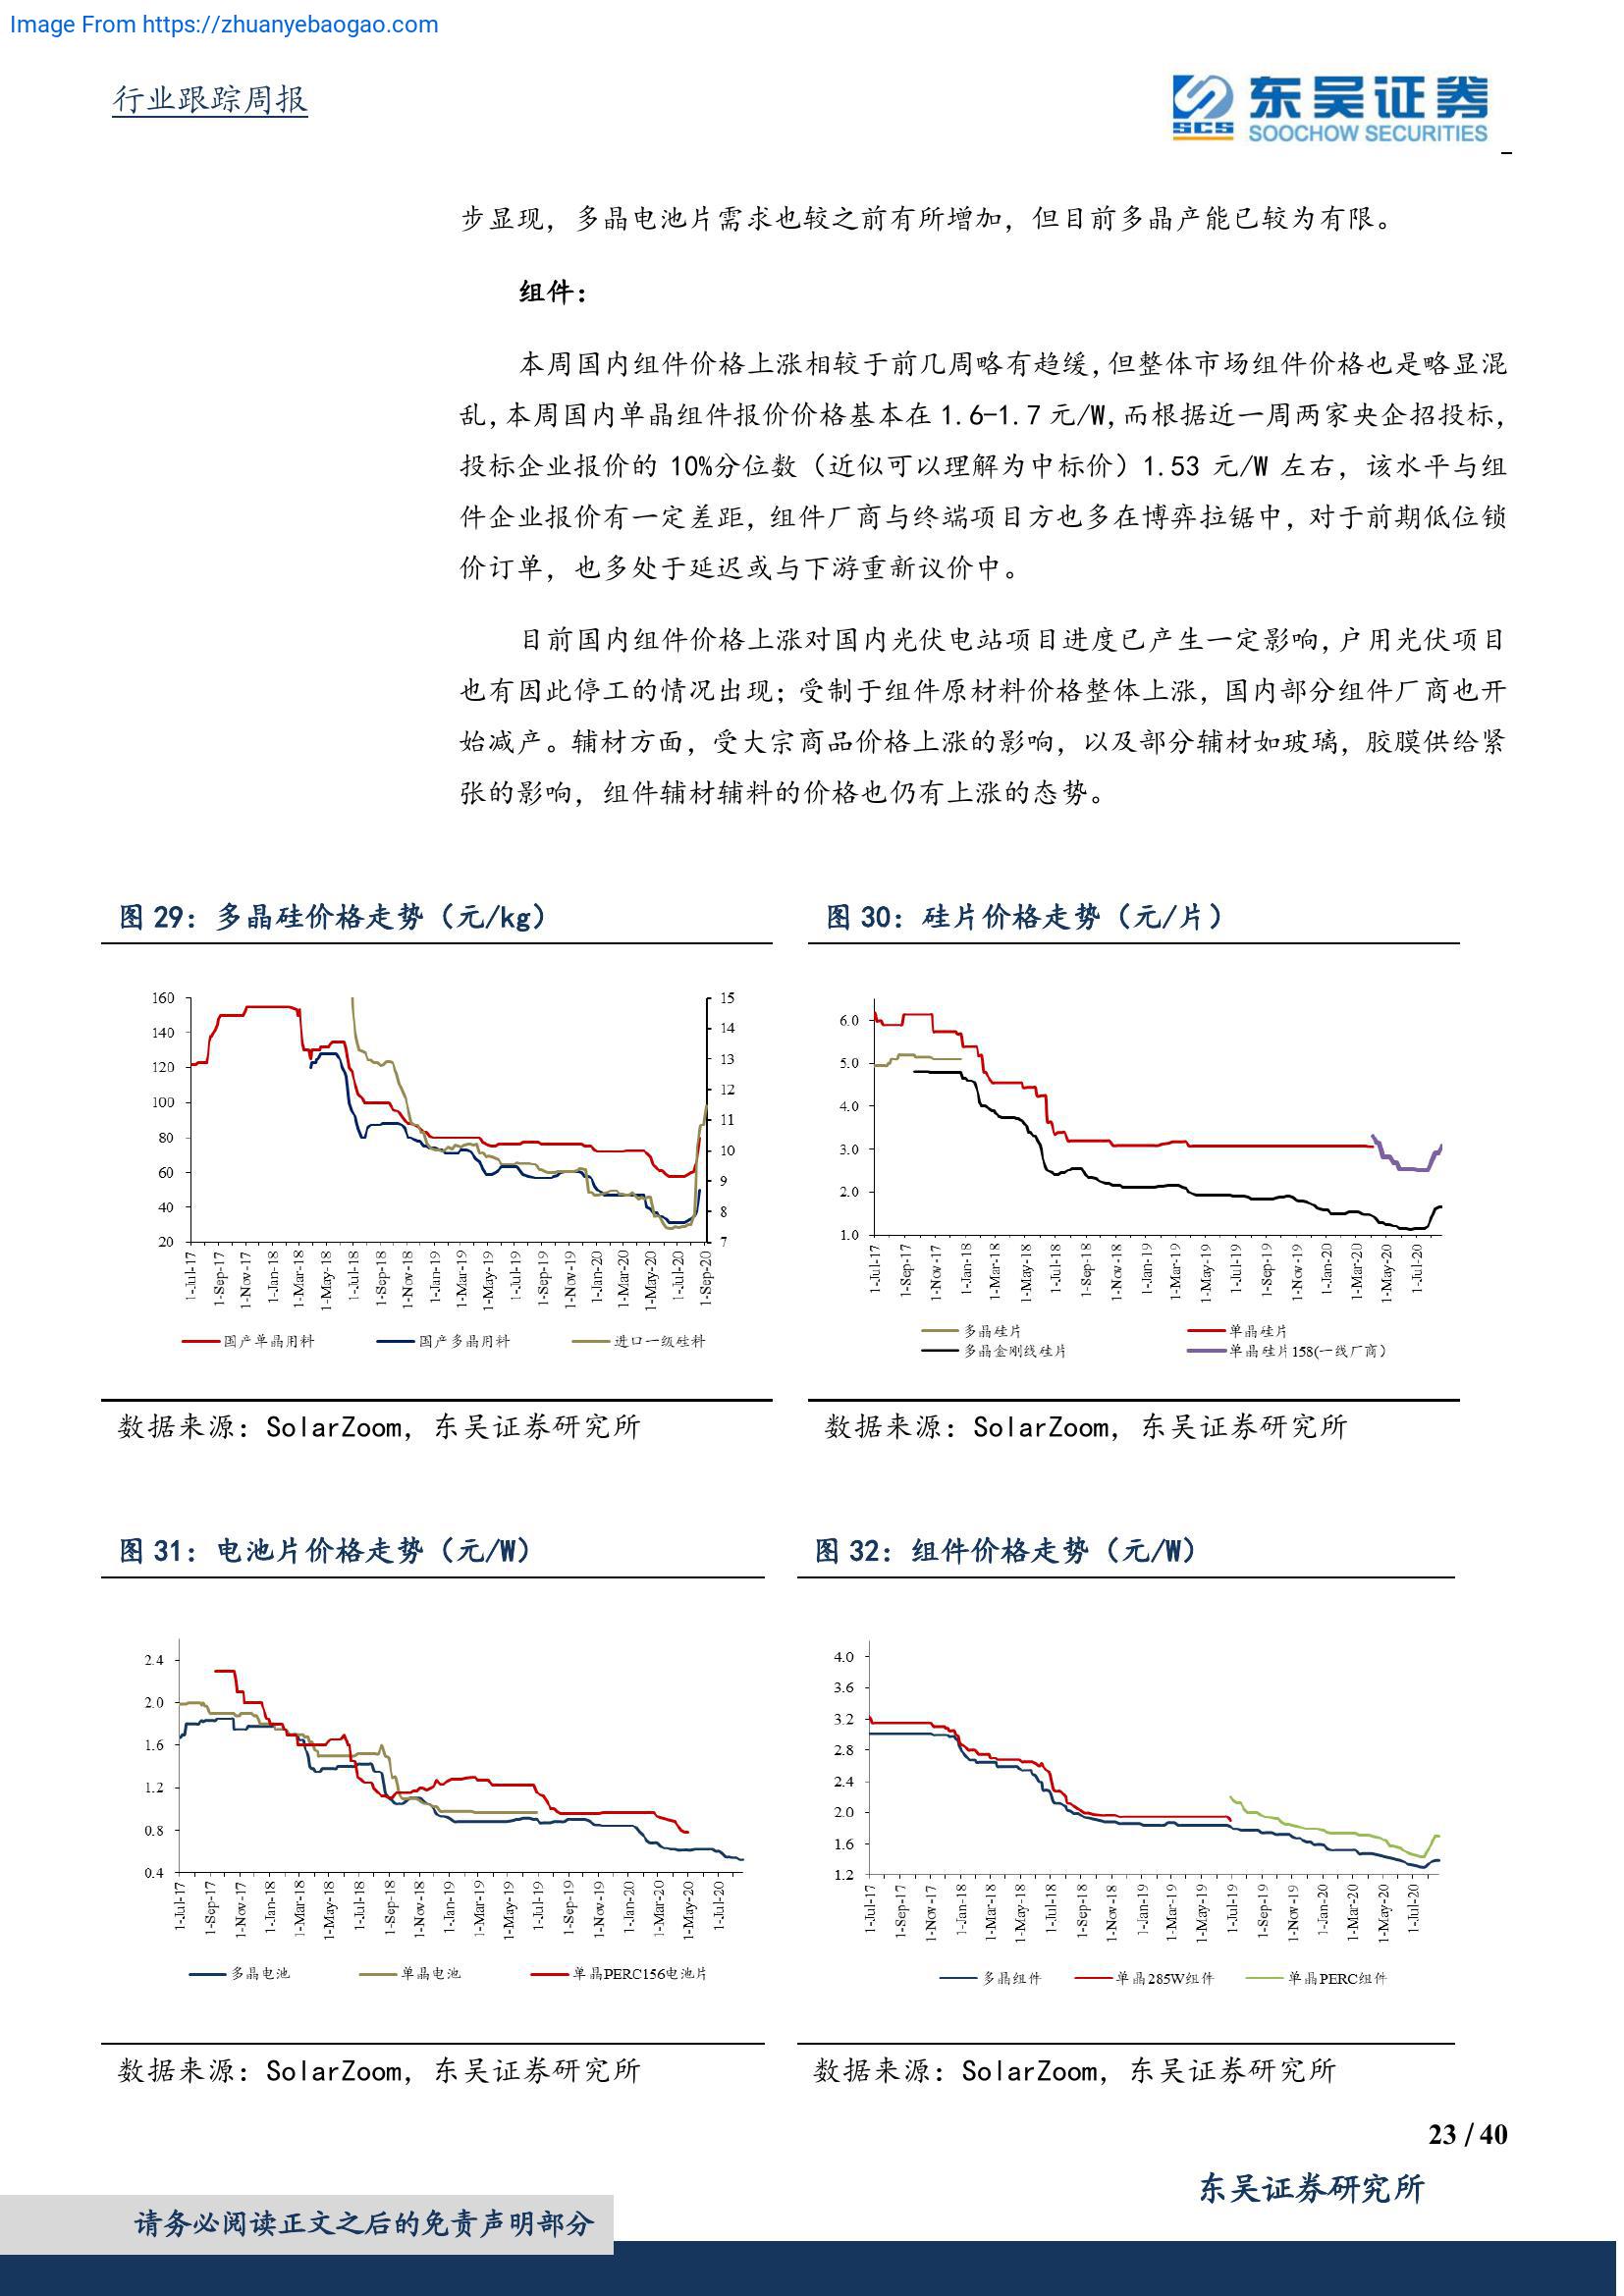 Image From https://zhuanyebaogao.com
行业跟踪周报
东吴证券
SCS
SOOCHOW SECURITIES
步显现，多晶电池片需求也较之前有所增加，但目前多晶产能已较为有限。
组件：
本周国内组件价格上涨相较于前几周略有趋缓，但整体市场组件价格也是略显混
乱，本周国内单晶组件报价价格基本在 1.6-1.7 元/W，而根据近一周两家央企招投标，
投标企业报价的 10%分位数（近似可以理解为中标价）1.53 元/W 左右，该水平与组
件企业报价有一定差距，组件厂商与终端项目方也多在博弈拉锯中，对于前期低位锁
价订单，也多处于延迟或与下游重新议价中。
目前国内组件价格上涨对国内光伏电站项目进度已产生一定影响，户用光伏项目
也有因此停工的情况出现；受制于组件原材料价格整体上涨，国内部分组件厂商也开
始减产。辅材方面，受大宗商品价格上涨的影响，以及部分辅材如玻璃，胶膜供给紧
张的影响，组件辅材辅料的价格也仍有上涨的态势。
图 29：多晶硅价格走势（元/kg）
160
140
120
100
80
60
40
20
15
14
13
12
11
10
9
8
7
1-Jul-17
1-Sep-17
1-Nov-17
1-Jan-18
1-Mar-18
1-May-18
1-Jul-18
1-Sep-18
1-Nov-18
1-Jan-19
1-Mar-19
1-May-19
1-Jul-19
1-Sep-19
1-Nov-19
1-Jan-20
1-Mar-20
1-May-20
1-Jul-20
1-Sep-20
国产单晶用料
国产多晶用料
进口一级硅料
数据来源：SolarZoom，东吴证券研究所
图 30：硅片价格走势（元/片）
6.0
5.0
4.0
3.0
2.0
1.0
1-Jul-17
1-Sep-17
1-Nov-17
1-Jan-18
1-Mar-18
1-May-18
1-Jul-18
1-Sep-18
1-Nov-18
1-Jan-19
1-Mar-19
1-May-19
1-Jul-19
1-Sep-19
1-Nov-19
1-Jan-20
1-Mar-20
1-May-20
1-Jul-20
多晶硅片
单晶硅片
多晶金刚线硅片
单晶硅片158(一线厂商)
数据来源：SolarZoom，东吴证券研究所
图 31：电池片价格走势（元/W）
2.4
2.0
1.6
1.2
0.8
0.4
1-Jul-17
1-Sep-17
1-Nov-17
1-Jan-18
1-Mar-18
1-May-18
1-Jul-18
1-Sep-18
1-Nov-18
1-Jan-19
1-Mar-19
1-May-19
1-Jul-19
1-Sep-19
1-Nov-19
1-Jan-20
1-Mar-20
1-May-20
1-Jul-20
多晶电池
单晶电池
单晶PERC156电池片
数据来源：SolarZoom，东吴证券研究所
图 32：组件价格走势（元/W）
4.0
3.6
3.2
2.8
2.4
2.0
1.6
1.2
1-Jul-17
1-Sep-17
1-Nov-17
1-Jan-18
1-Mar-18
1-May-18
1-Jul-18
1-Sep-18
1-Nov-18
1-Jan-19
1-Mar-19
1-May-19
1-Jul-19
1-Sep-19
1-Nov-19
1-Jan-20
1-Mar-20
1-May-20
1-Jul-20
多晶组件
单晶285W组件
单晶PERC组件
数据来源：SolarZoom，东吴证券研究所
23 / 40
东吴证券研究所
请务必阅读正文之后的免责声明部分